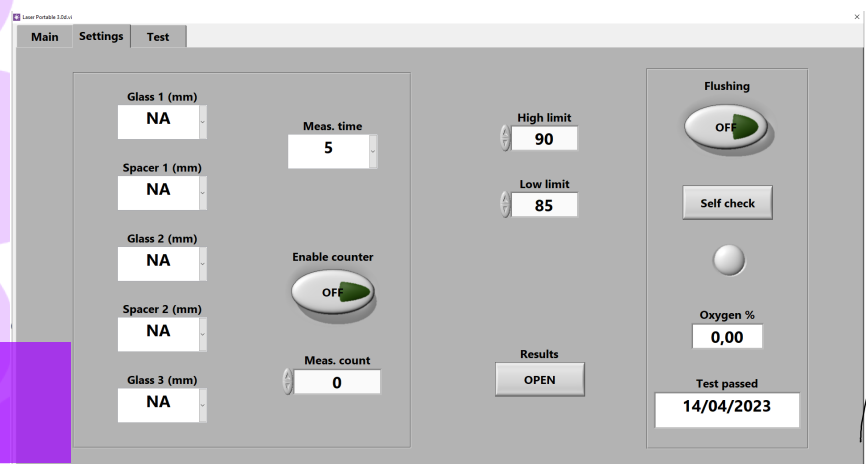 Laser Portable 3.0d.vi
Main Settings Test
Glass 1 (mm)
NA
Spacer 1 (mm)
NA
Glass 2 (mm)
NA
Spacer 2 (mm)
NA
Glass 3 (mm)
NA
Meas. time
5
Enable counter
OFF
Meas. count
0
High limit
90
Low limit
85
Results
OPEN
Flushing
OFF
Self check
Oxygen %
0,00
Test passed
14/04/2023